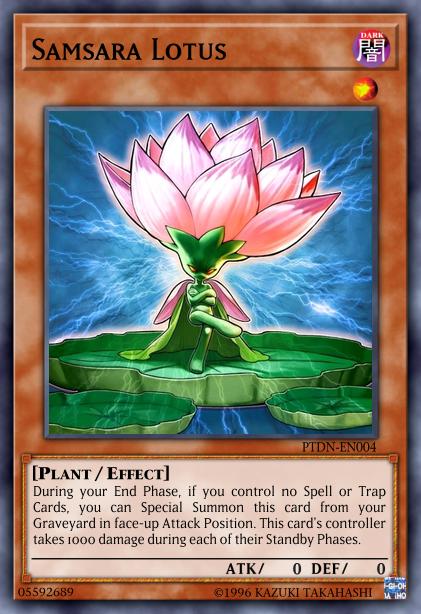 SAMSARA LOTUS
DARK
闇
PTDN-EN004
[PLANT / EFFECT]
During your End Phase, if you control no Spell or Trap
Cards, you can Special Summon this card from your
Graveyard in face-up Attack Position. This card's controller
takes 1000 damage during each of their Standby Phases.
ATK/ 0 DEF/ 0
05592689 ©1996 KAZUKI TAKAHASHI